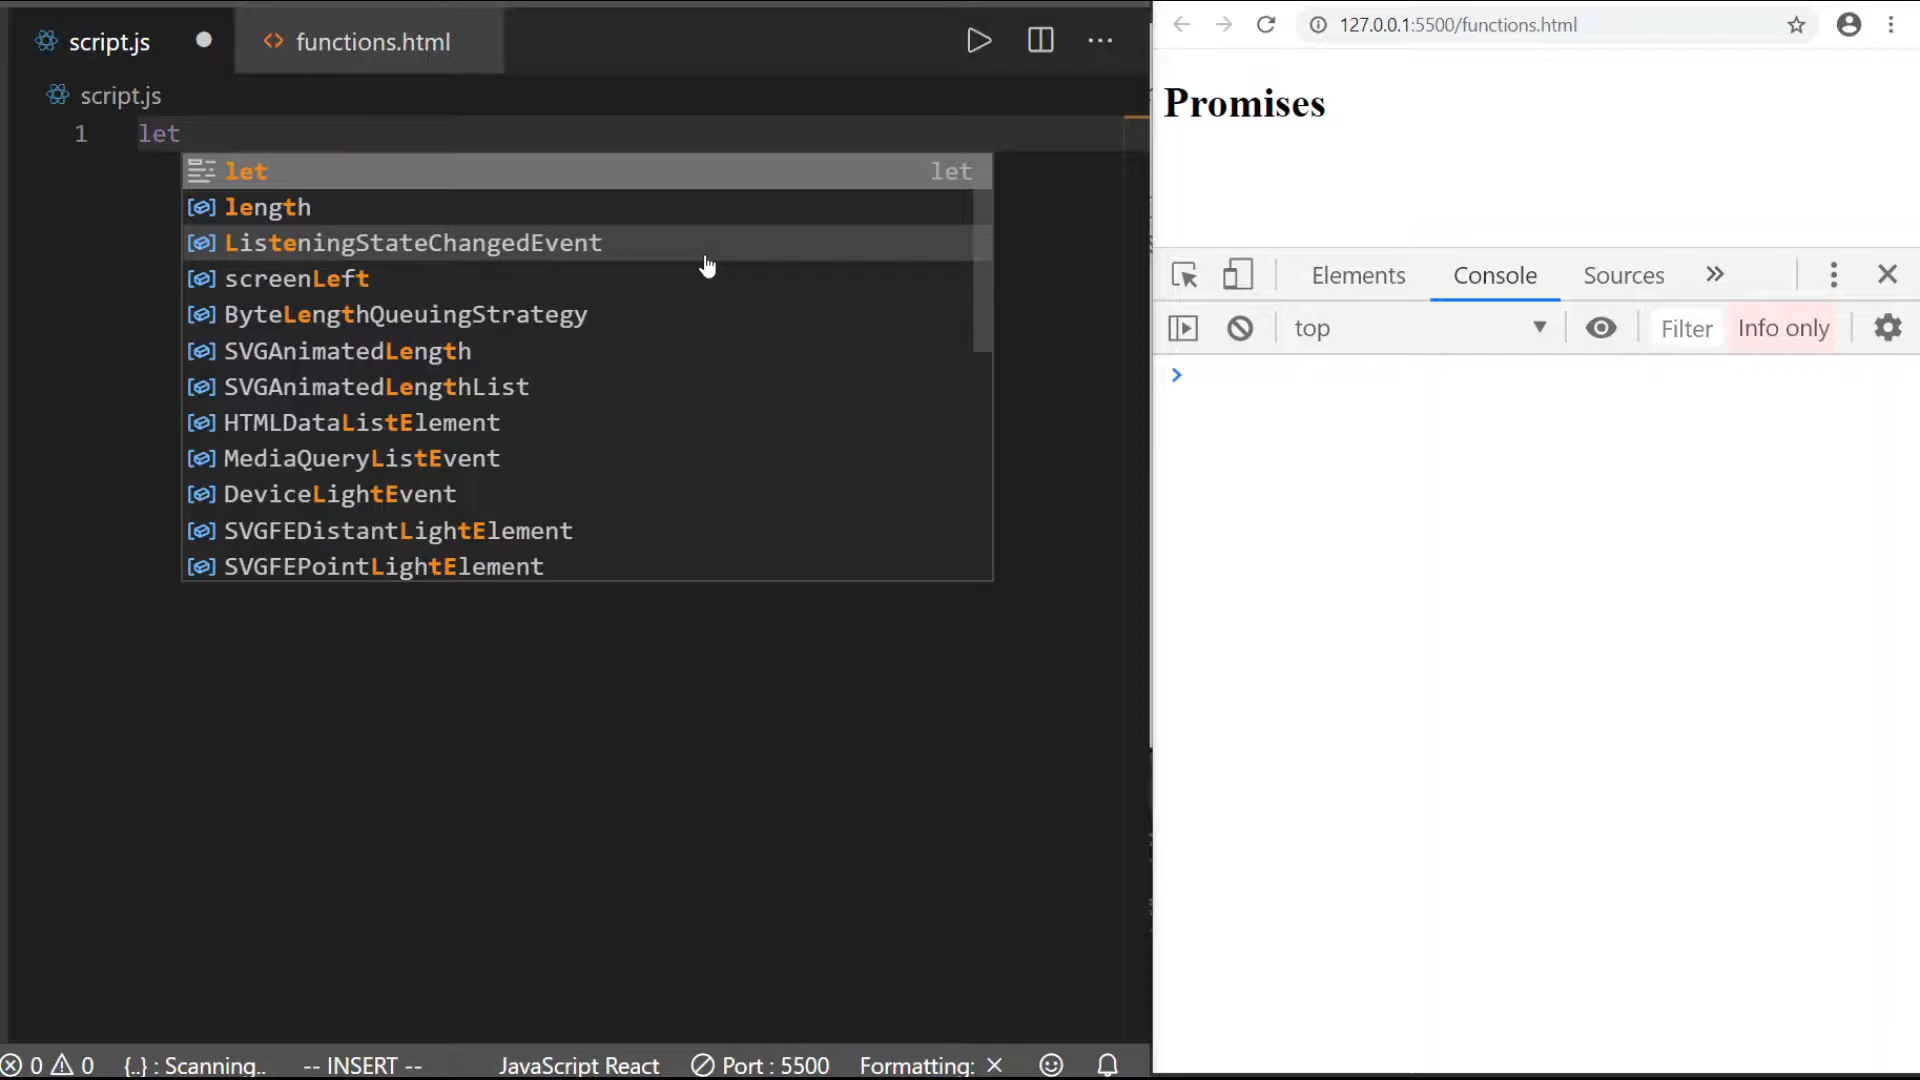 script.js
functions.html
script.js
1 let
let let
length
ListeningStateChangedEvent
screenLeft
ByteLengthQueuingStrategy
SVGAnimatedLength
SVGAnimatedLengthList
HTMLDataListElement
MediaQueryListEvent
DeviceLightEvent
SVGFEDistantLightElement
SVGFEPointLightElement
0 0 {..} : Scanning.. -- INSERT -- JavaScript React Port : 5500 Formatting: ×
127.0.0.1:5500/functions.html
Promises
Elements Console Sources »
top Filter Info only
>